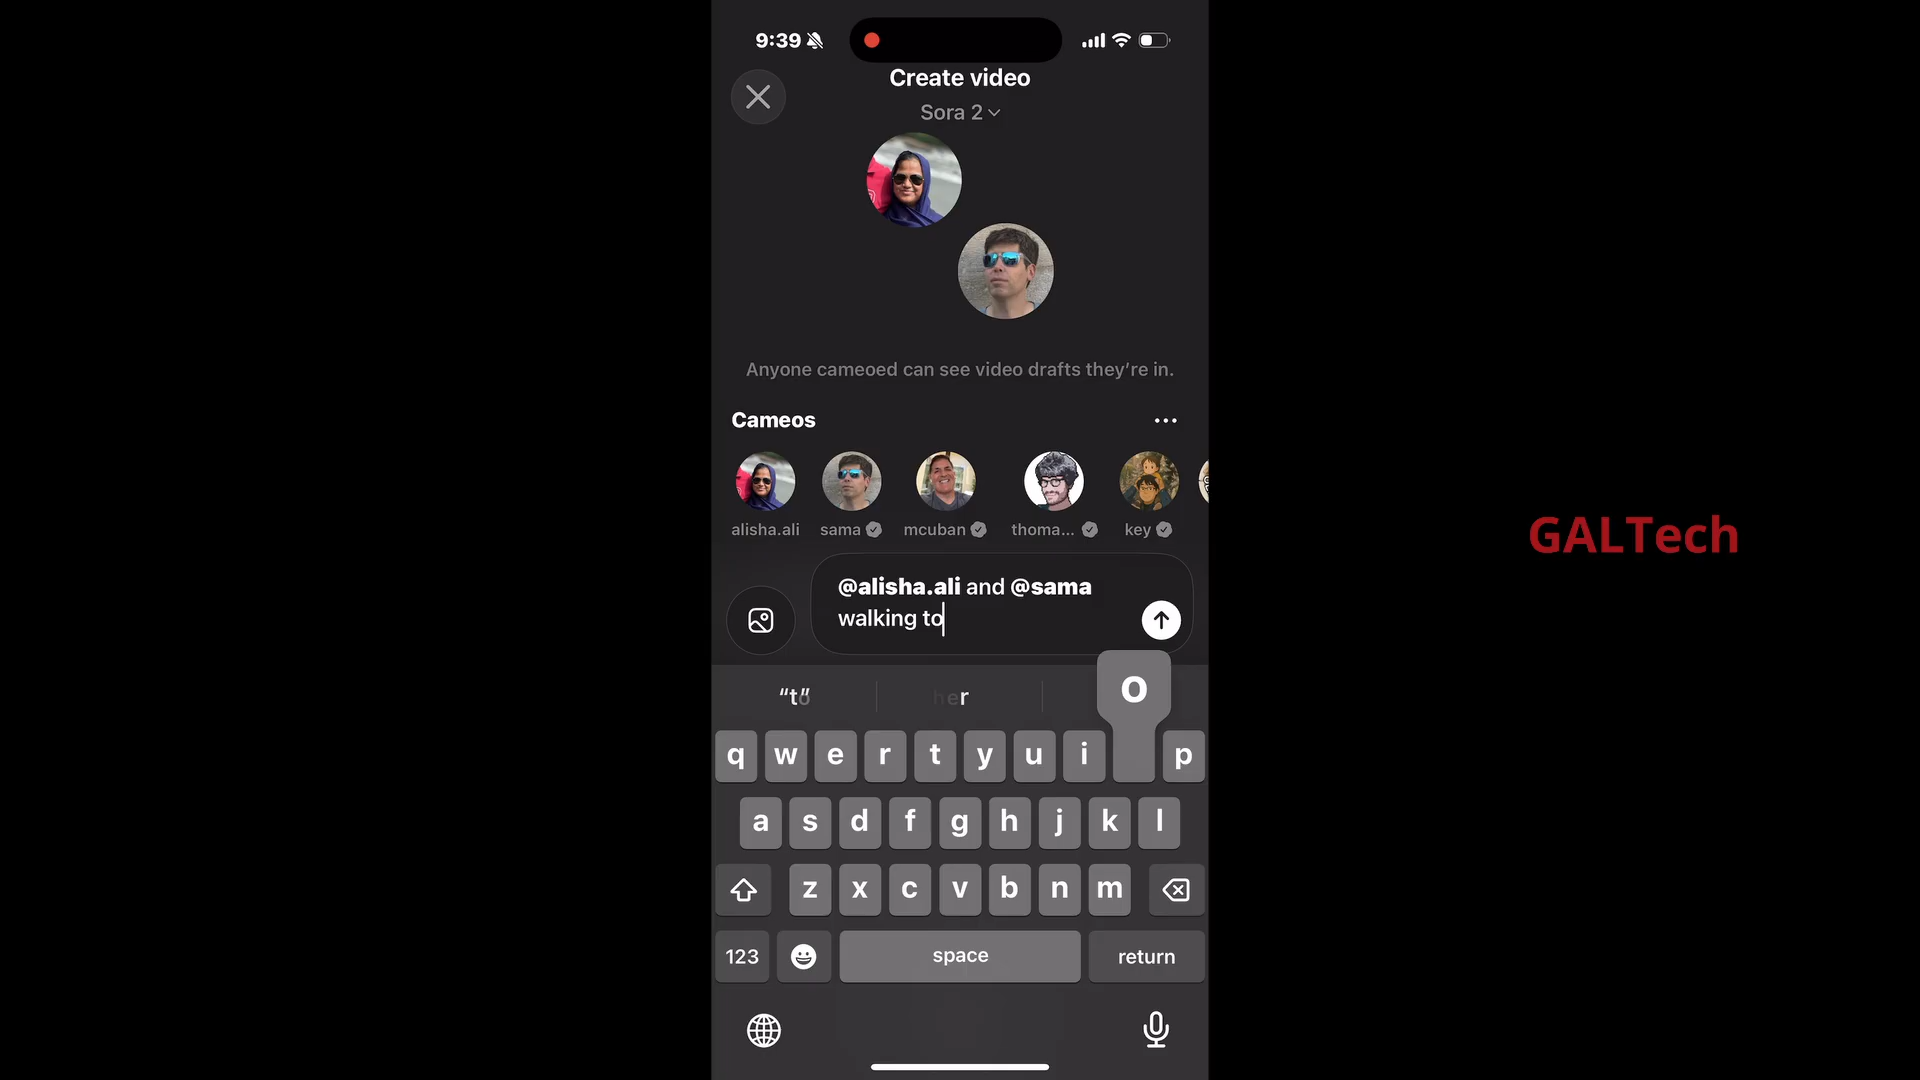 9:39
Create video
Sora 2
Anyone cameoed can see video drafts they’re in.
Cameos
alisha.ali
sama
mcuban
thoma...
key
@alisha.ali and @sama
walking to
GALTech
“to”
her
o
q w e r t y u i p
a s d f g h j k l
z x c v b n m
123
space
return